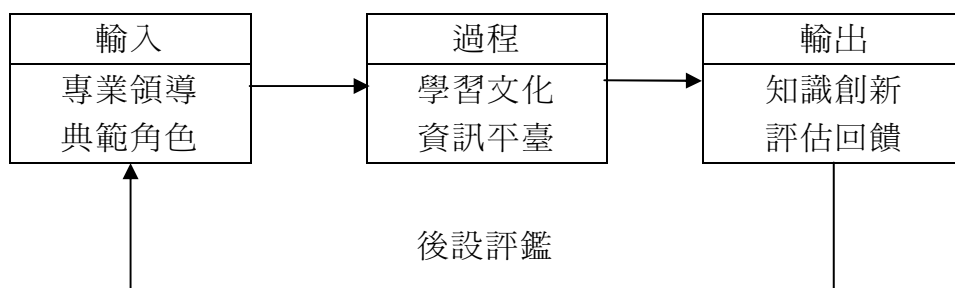 輸入
專業領導
典範角色
過程
學習文化
資訊平臺
輸出
知識創新
評估回饋
後設評鑑